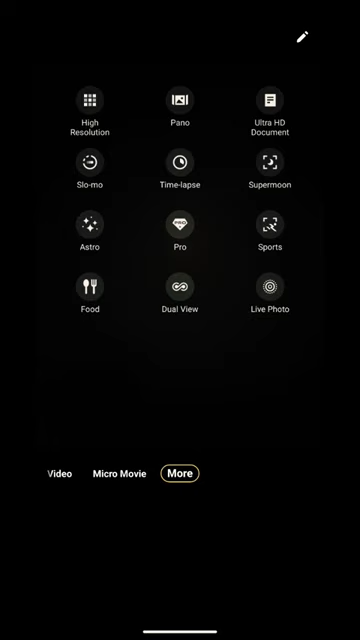 High
Resolution
Pano
Ultra HD
Document
Slo-mo
Time-lapse
Supermoon
Astro
Pro
Sports
Food
Dual View
Live Photo
Video
Micro Movie
More